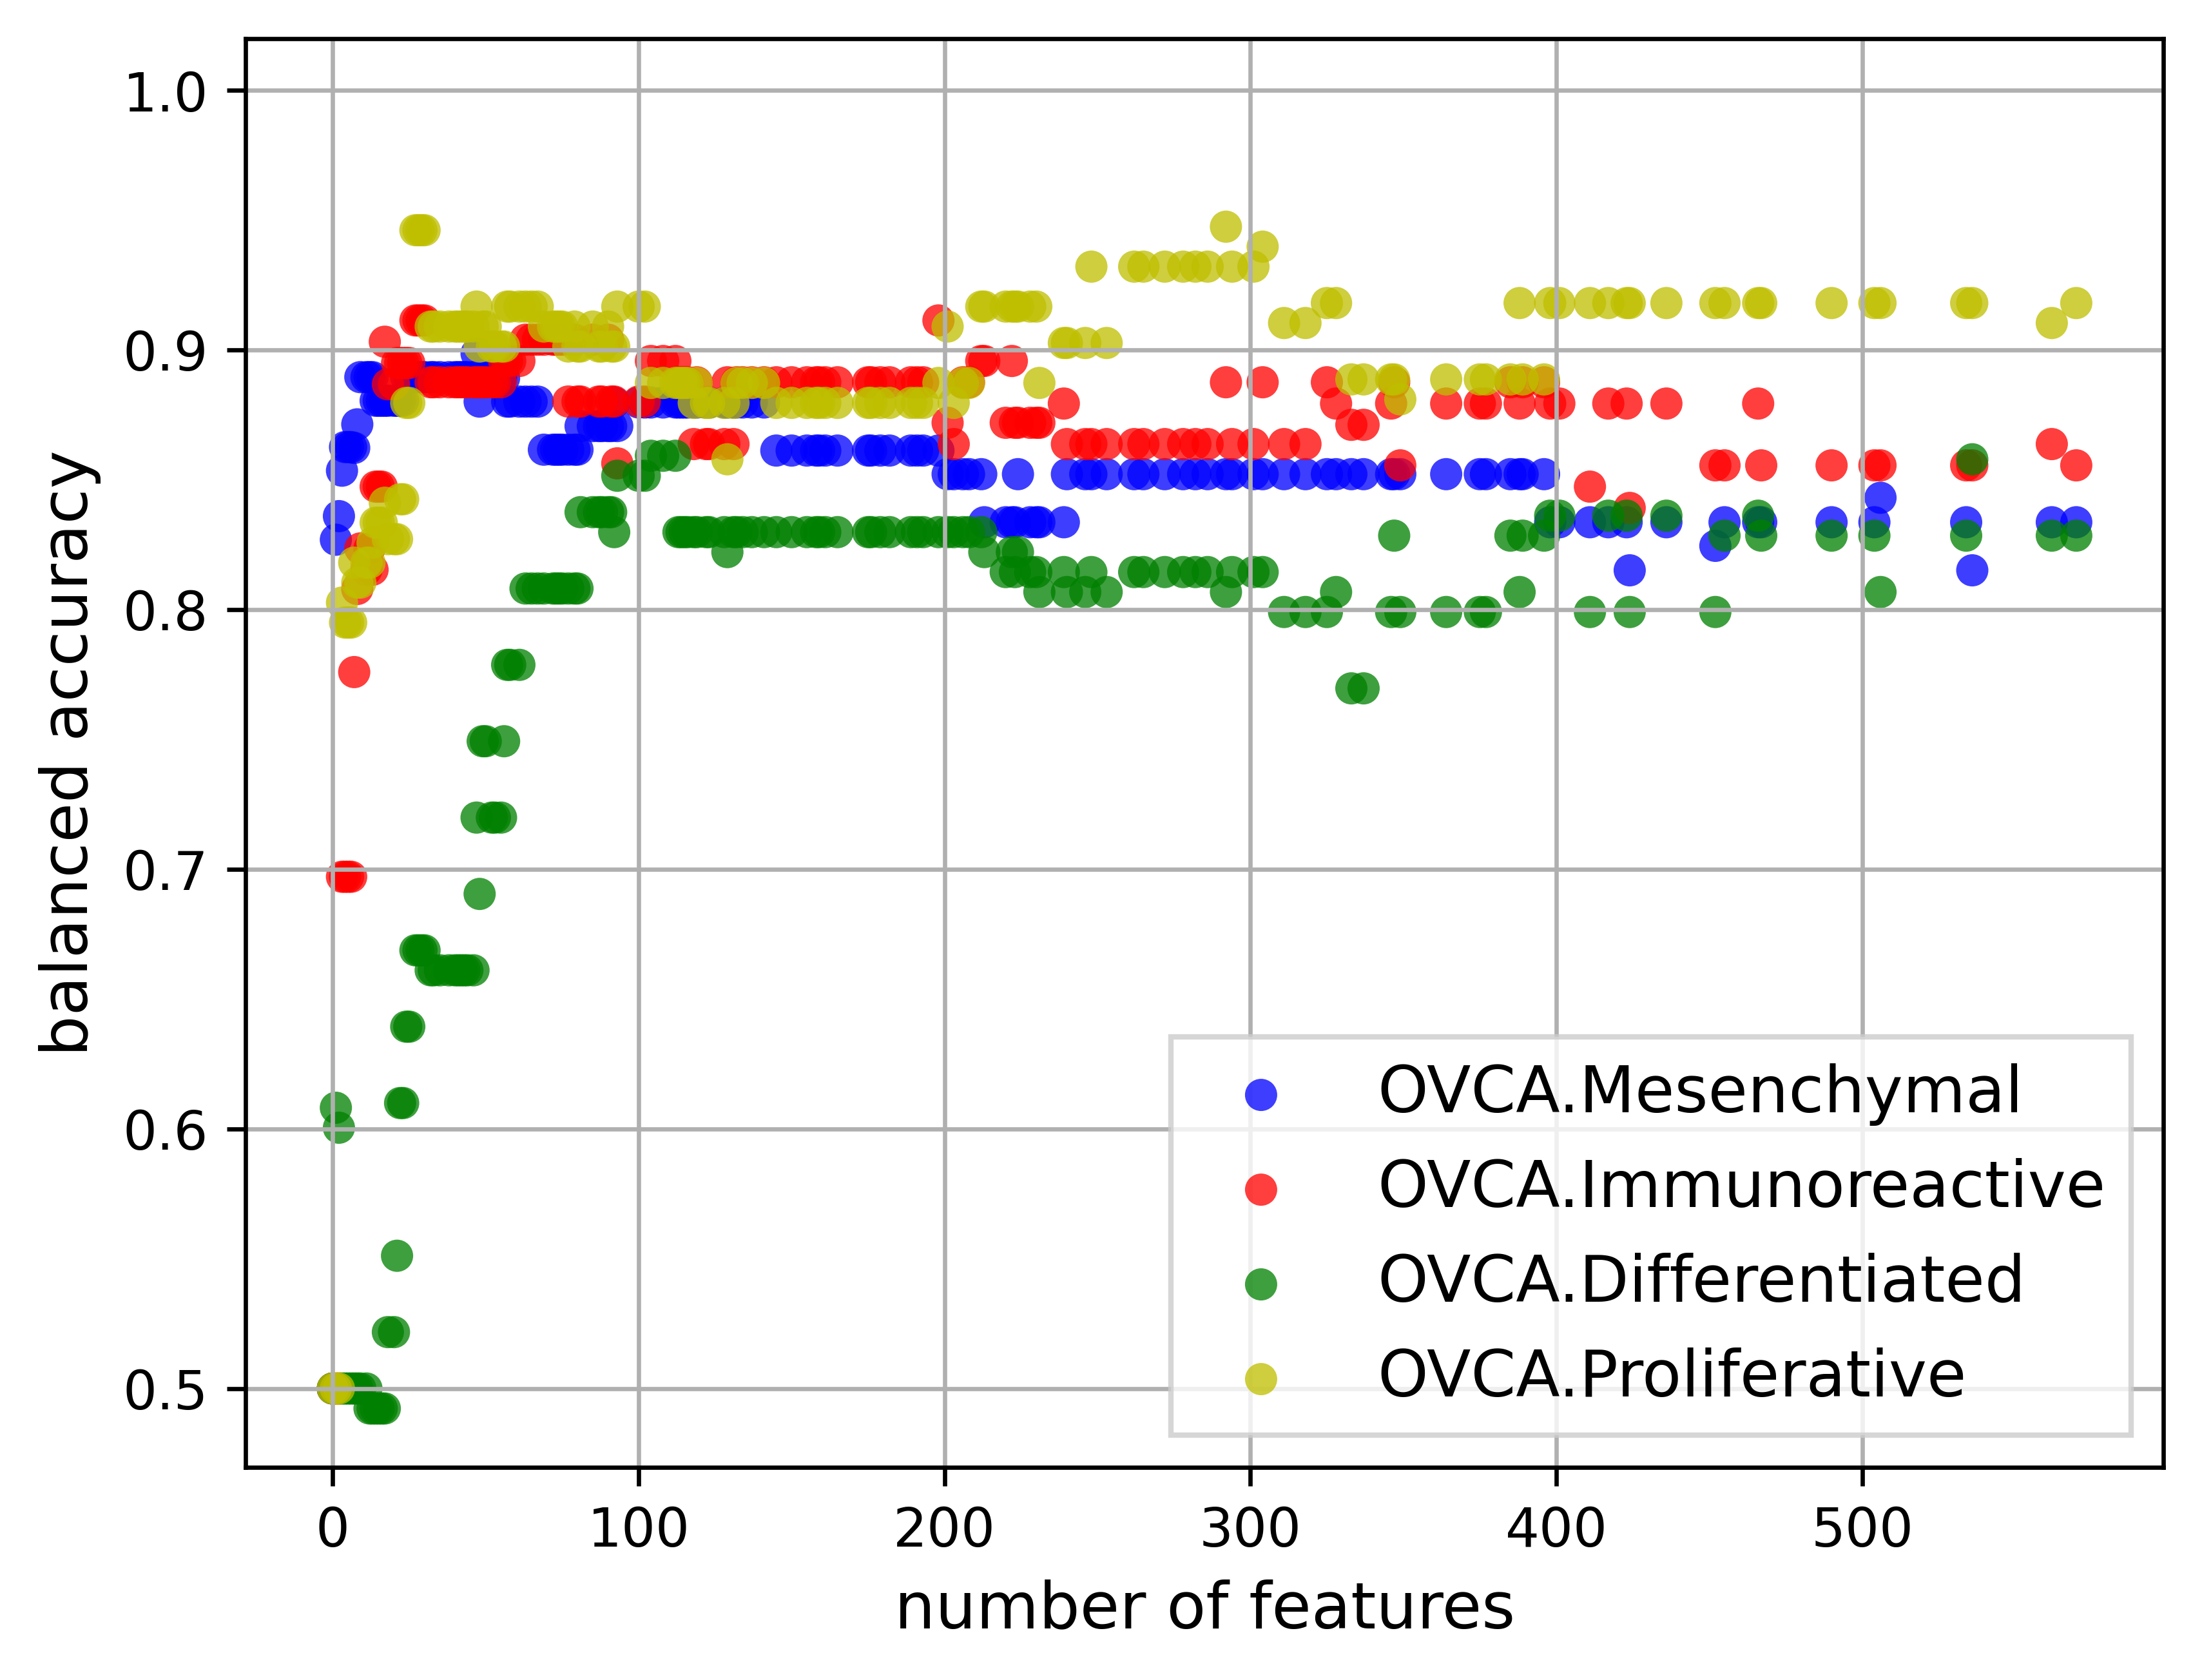 balanced accuracy
1.0
0.9
0.8
0.7
0.6
0.5
OVCA.Mesenchymal
OVCA.Immunoreactive
OVCA.Differentiated
OVCA.Proliferative
0 100 200 300 400 500
number of features